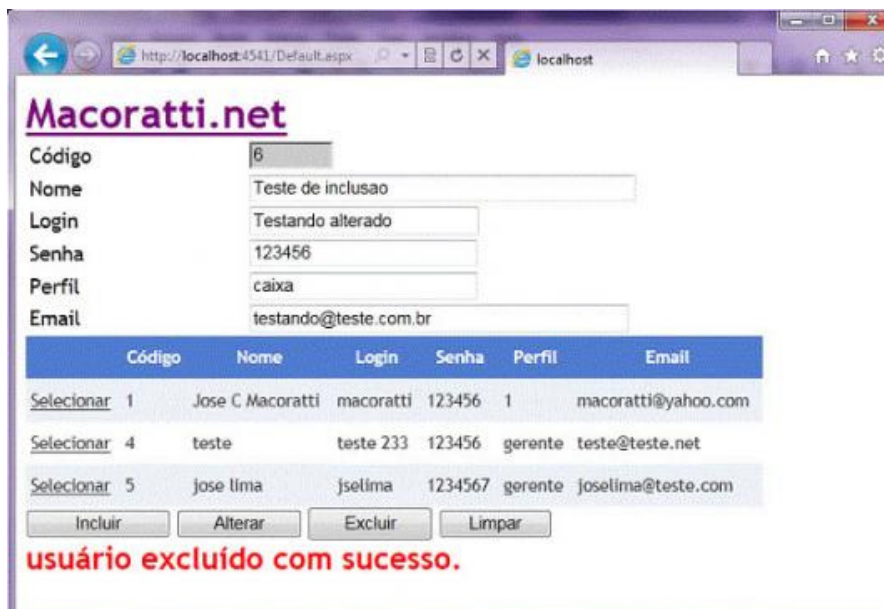 http://localhost:4541/Default.aspx
localhost
Macoratti.net
Código 6
Nome Teste de inclusao
Login Testando alterado
Senha 123456
Perfil caixa
Email testando@teste.com.br
Código Nome Login Senha Perfil Email
Selecionar 1 Jose C Macoratti macoratti 123456 1 macoratti@yahoo.com
Selecionar 4 teste teste 233 123456 gerente teste@teste.net
Selecionar 5 jose lima jselima 1234567 gerente joselima@teste.com
Incluir Alterar Excluir Limpar
usuário excluído com sucesso.